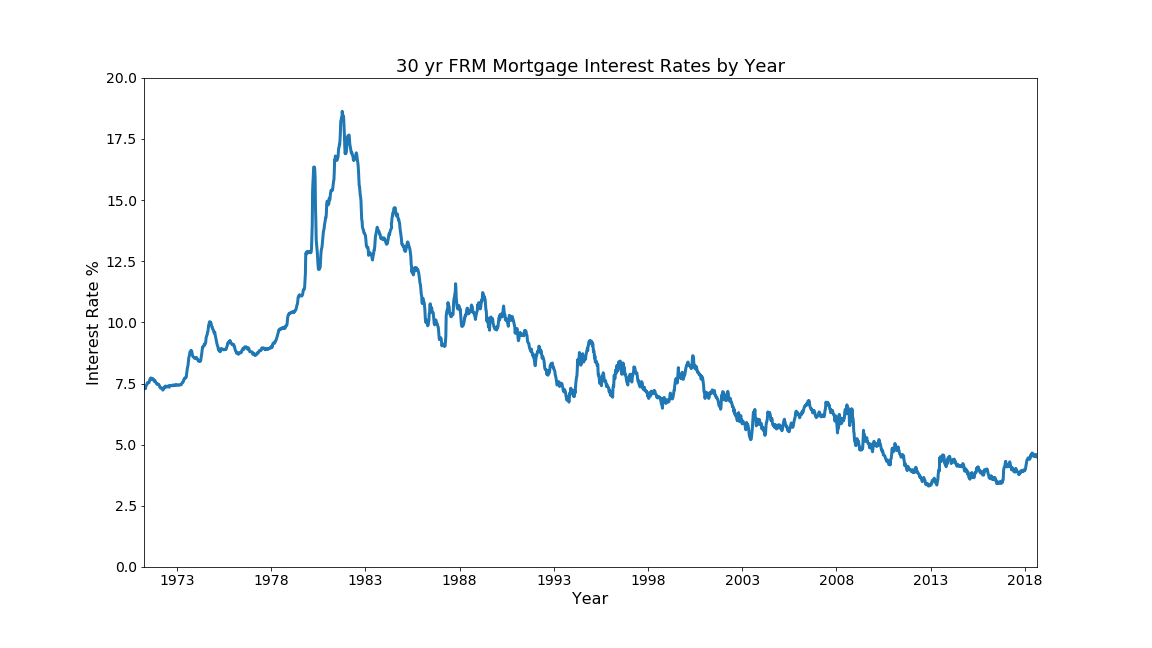 30 yr FRM Mortgage Interest Rates by Year
20.0
17.5
15.0
12.5
10.0
7.5
5.0
2.5
0.0
Interest Rate %
1973 1978 1983 1988 1993 1998 2003 2008 2013 2018
Year